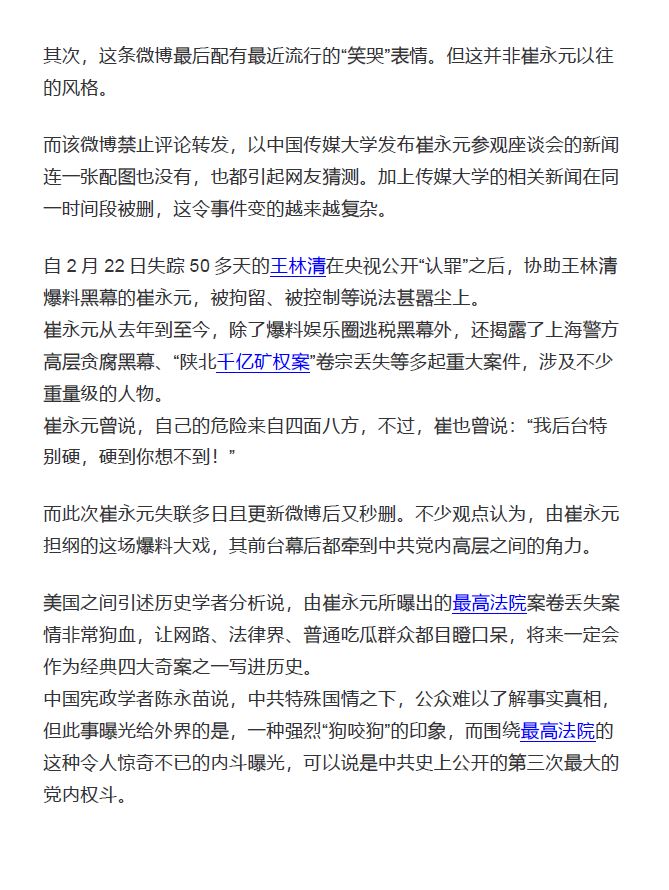 其次，这条微博最后配有最近流行的“笑哭”表情。但这并非崔永元以往
的风格。
而该微博禁止评论转发，以中国传媒大学发布崔永元参观座谈会的新闻
连一张配图也没有，也都引起网友猜测。加上传媒大学的相关新闻在同
一时间段被删，这令事件变的越来越复杂。
自 2 月 22 日失踪 50 多天的王林清在央视公开“认罪”之后，协助王林清
爆料黑幕的崔永元，被拘留、被控制等说法甚嚣尘上。
崔永元从去年到至今，除了爆料娱乐圈逃税黑幕外，还揭露了上海警方
高层贪腐黑幕、“陕北千亿矿权案”卷宗丢失等多起重大案件，涉及不少
重量级的人物。
崔永元曾说，自己的危险来自四面八方，不过，崔也曾说：“我后台特
别硬，硬到你想不到！”
而此次崔永元失联多日且更新微博后又秒删。不少观点认为，由崔永元
担纲的这场爆料大戏，其前台幕后都牵到中共党内高层之间的角力。
美国之间引述历史学者分析说，由崔永元所曝出的最高法院案卷丢失案
情非常狗血，让网路、法律界、普通吃瓜群众都目瞪口呆，将来一定会
作为经典四大奇案之一写进历史。
中国宪政学者陈永苗说，中共特殊国情之下，公众难以了解事实真相，
但此事曝光给外界的是，一种强烈“狗咬狗”的印象，而围绕最高法院的
这种令人惊奇不已的内斗曝光，可以说是中共史上公开的第三次最大的
党内权斗。